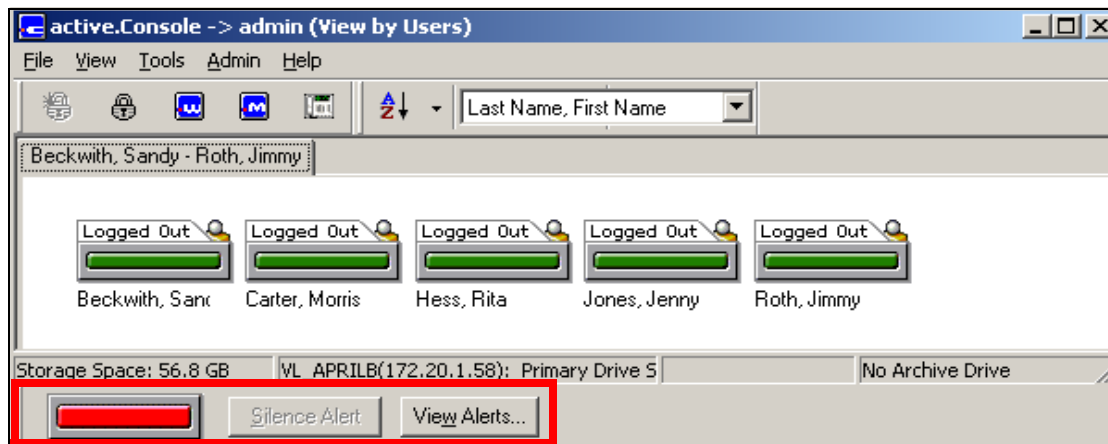 active.Console -> admin (View by Users)
File View Tools Admin Help
Last Name, First Name
Beckwith, Sandy - Roth, Jimmy
Logged Out Logged Out Logged Out Logged Out Logged Out
Beckwith, Sand Carter, Morris Hess, Rita Jones, Jenny Roth, Jimmy
Storage Space: 56.8 GB VL_APRILB(172.20.1.58): Primary Drive S No Archive Drive
Silence Alert View Alerts...